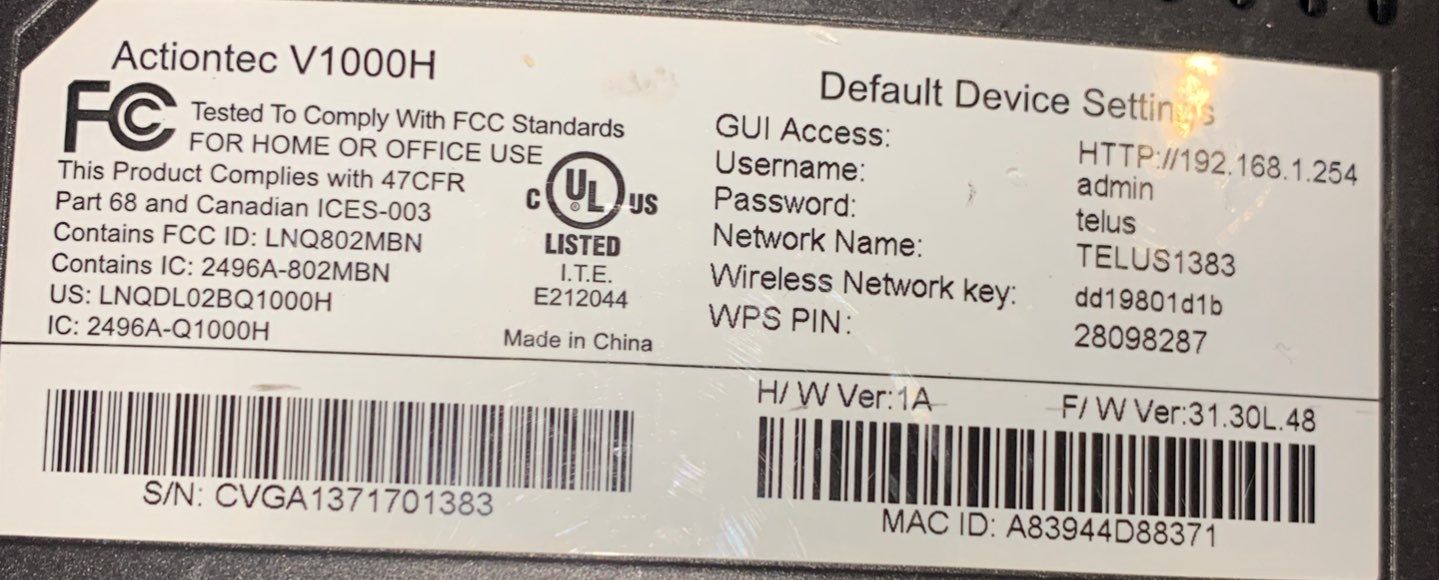 Actiontec V1000H
FC
Tested To Comply With FCC Standards
FOR HOME OR OFFICE USE
This Product Complies with 47CFR
Part 68 and Canadian ICES-003
Contains FCC ID: LNQ802MBN
Contains IC: 2496A-802MBN
US: LNQDL02BQ1000H
IC: 2496A-Q1000H
C UL ® US
LISTED
I.T.E.
E212044
Made in China
Default Device Settings
GUI Access: HTTP://192.168.1.254
Username: admin
Password: telus
Network Name: TELUS1383
Wireless Network key: dd19801d1b
WPS PIN: 28098287
S/N: CVGA1371701383
H/W Ver:1A F/W Ver:31.30L.48
MAC ID: A83944D88371